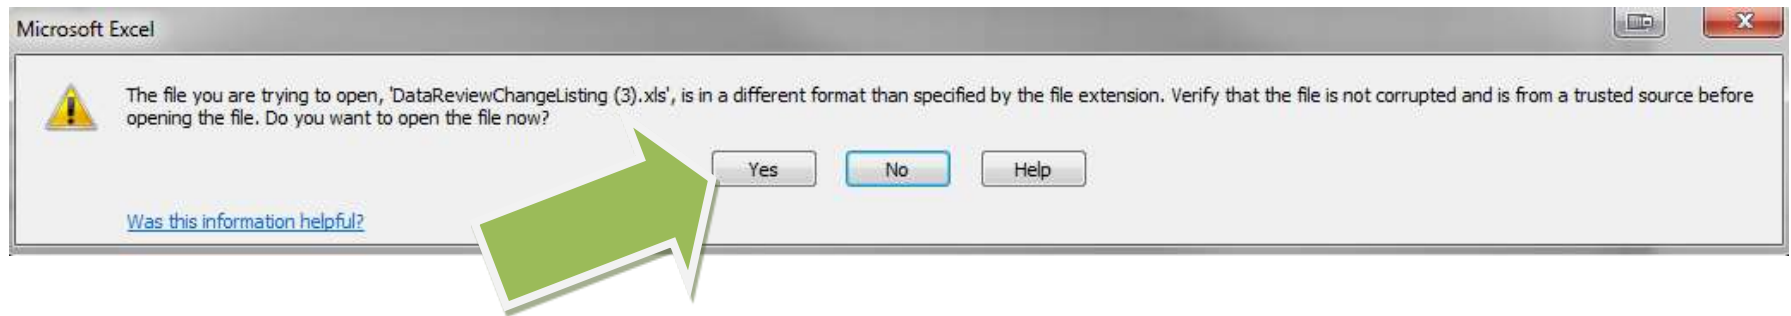 Microsoft Excel
The file you are trying to open, 'DataReviewChangeListing (3).xls', is in a different format than specified by the file extension. Verify that the file is not corrupted and is from a trusted source before
opening the file. Do you want to open the file now?
Yes No Help
Was this information helpful?